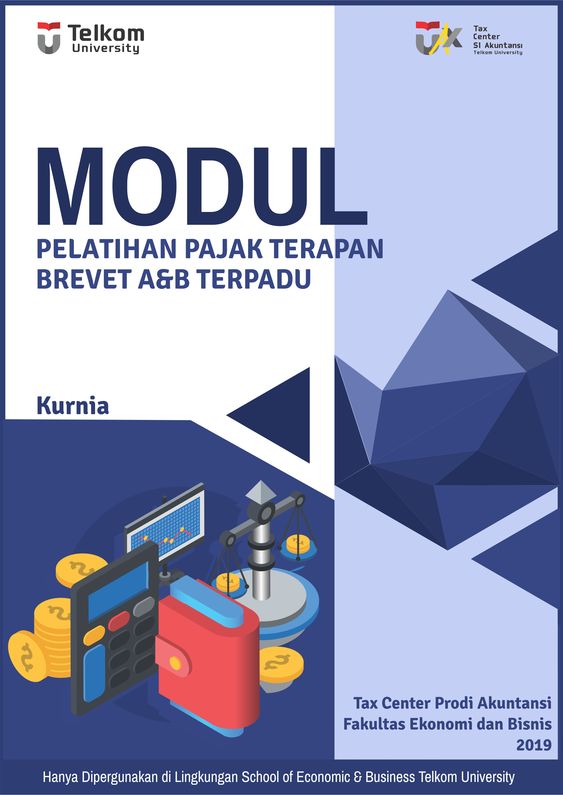 Telkom
University
Tax
Center
S1 Akuntansi
Telkom University
MODUL
PELATIHAN PAJAK TERAPAN
BREVET A&B TERPADU
Kurnia
Tax Center Prodi Akuntansi
Fakultas Ekonomi dan Bisnis
2019
Hanya Dipergunakan di Lingkungan School of Economic & Business Telkom University